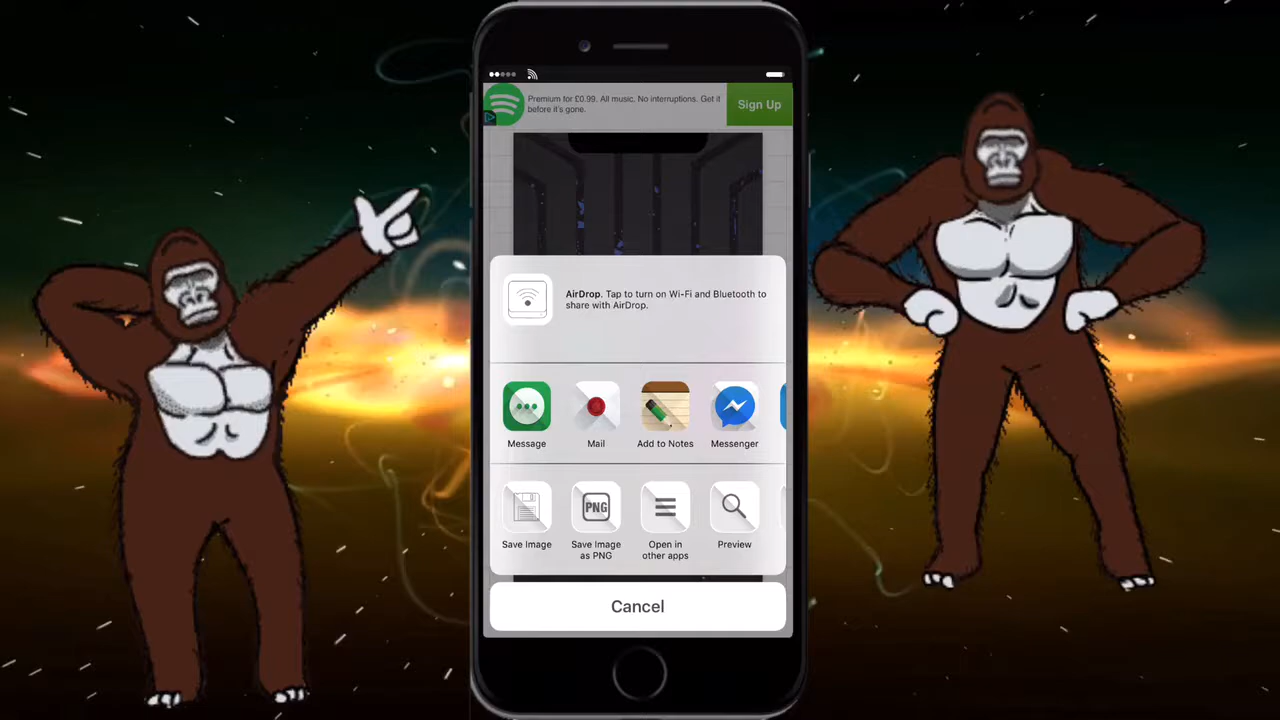 Premium for £0.99. All music. No interruptions. Get it
before it's gone.
Sign Up
AirDrop. Tap to turn on Wi-Fi and Bluetooth to
share with AirDrop.
Message
Mail
Add to Notes
Messenger
PNG
Save Image
Save Image
as PNG
Open in
other apps
Preview
Cancel